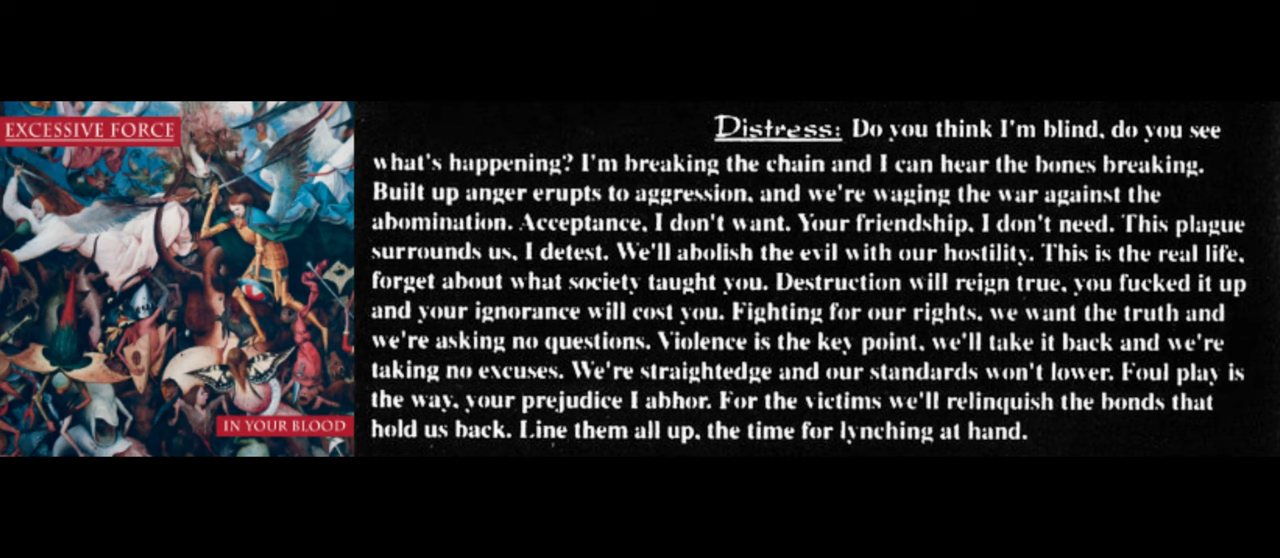 EXCESSIVE FORCE
IN YOUR BLOOD
Distress: Do you think I'm blind, do you see
what's happening? I'm breaking the chain and I can hear the bones breaking.
Built up anger erupts to aggression, and we're waging the war against the
abomination. Acceptance, I don't want. Your friendship, I don't need. This plague
surrounds us, I detest. We'll abolish the evil with our hostility. This is the real life,
forget about what society taught you. Destruction will reign true, you fucked it up
and your ignorance will cost you. Fighting for our rights, we want the truth and
we're asking no questions. Violence is the key point, we'll take it back and we're
taking no excuses. We're straightedge and our standards won't lower. Foul play is
the way, your prejudice I abhor. For the victims we'll relinquish the bonds that
hold us back. Line them all up, the time for lynching at hand.